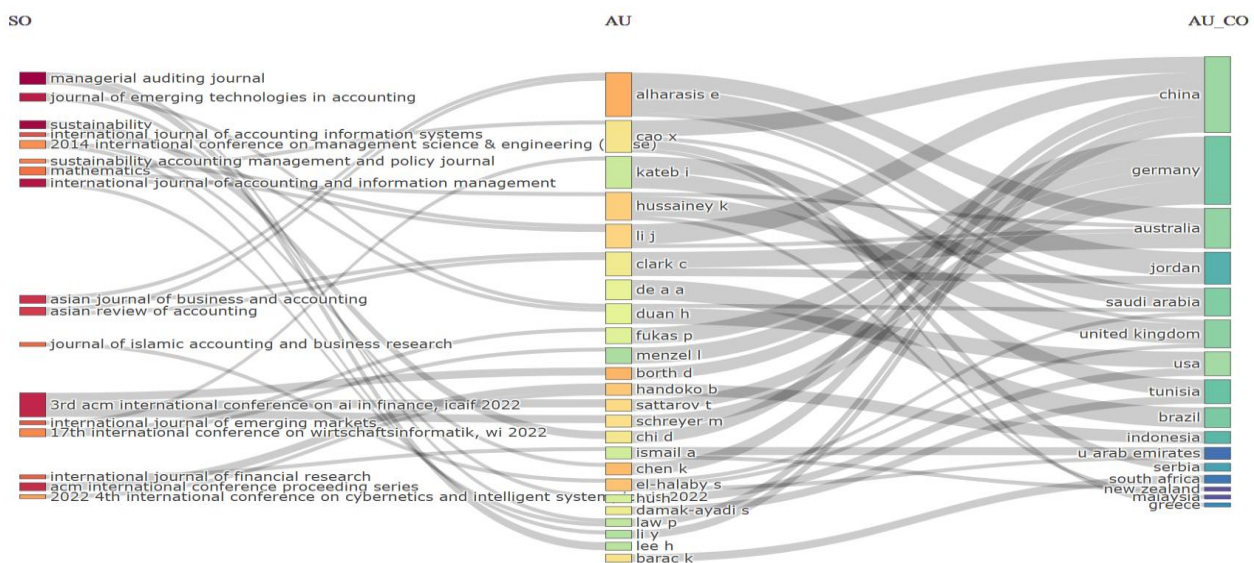 SO
AU
AU_CO
managerial auditing journal
journal of emerging technologies in accounting
sustainability
international journal of accounting information systems
2014 international conference on management science & engineering (
se)
sustainability accounting management and policy journal
mathematics
international journal of accounting and information management
asian journal of business and accounting
asian review of accounting
journal of islamic accounting and business research
3rd acm international conference on ai in finance, icaif 2022
international journal of emerging markets
17th international conference on wirtschaftsinformatik, wi 2022
international journal of financial research
acm international conference proceeding series
2022 4th international conference on cybernetics and intelligent system,
2022
alharasis e
cao x
kateb i
hussainey k
li j
clark c
de a a
duan h
fukas p
menzel l
borth d
handoko b
sattarov t
schreyer m
chi d
ismail a
chen k
el-halaby s
hu h
damak-ayadi s
law p
li y
lee h
barac k
china
germany
australia
jordan
saudi arabia
united kingdom
usa
tunisia
brazil
indonesia
u arab emirates
serbia
south africa
new zealand
malaysia
greece